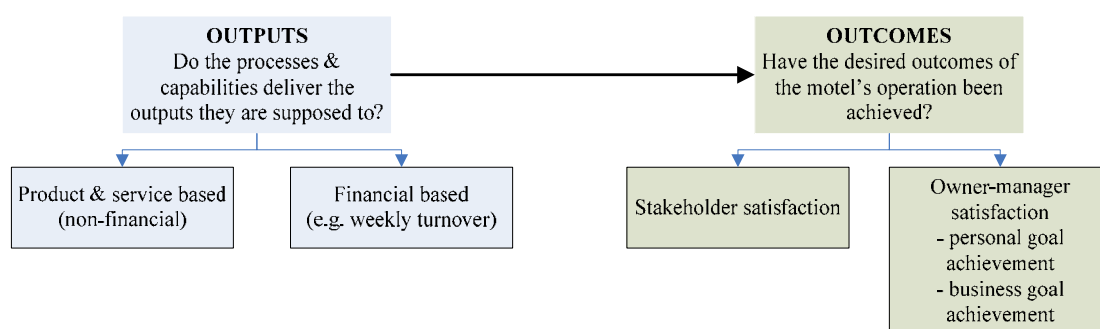 OUTPUTS
Do the processes &
capabilities deliver the
outputs they are supposed to?
OUTCOMES
Have the desired outcomes of
the motel's operation been
achieved?
Product & service based
(non-financial)
Financial based
(e.g. weekly turnover)
Stakeholder satisfaction
Owner-manager
satisfaction
- personal goal
achievement
- business goal
achievement